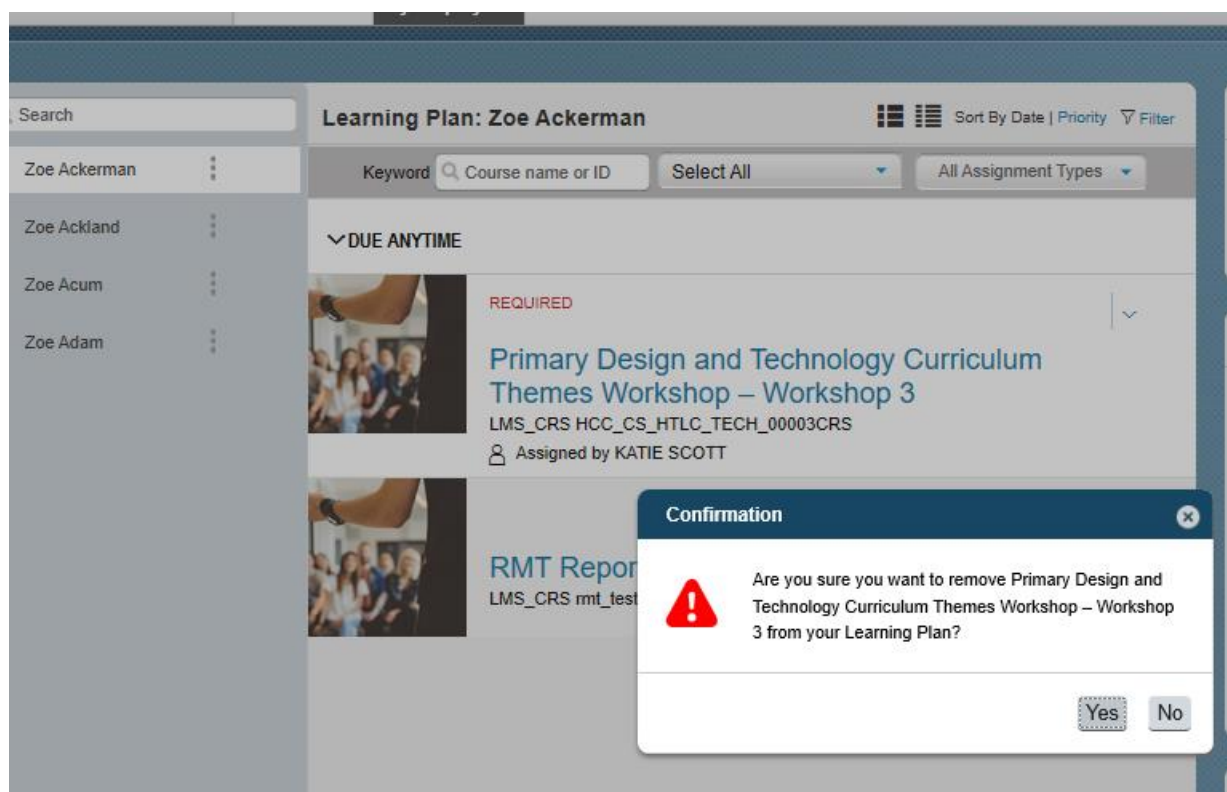 Search
Learning Plan: Zoe Ackerman
Sort By Date | Priority Filter
Zoe Ackerman
Zoe Ackland
Zoe Acum
Zoe Adam
Keyword Course name or ID Select All All Assignment Types
DUE ANYTIME
REQUIRED
Primary Design and Technology Curriculum
Themes Workshop – Workshop 3
LMS_CRS HCC_CS_HTLC_TECH_00003CRS
Assigned by KATIE SCOTT
RMT Repor
LMS_CRS rmt_test
Confirmation
Are you sure you want to remove Primary Design and
Technology Curriculum Themes Workshop – Workshop
3 from your Learning Plan?
Yes No